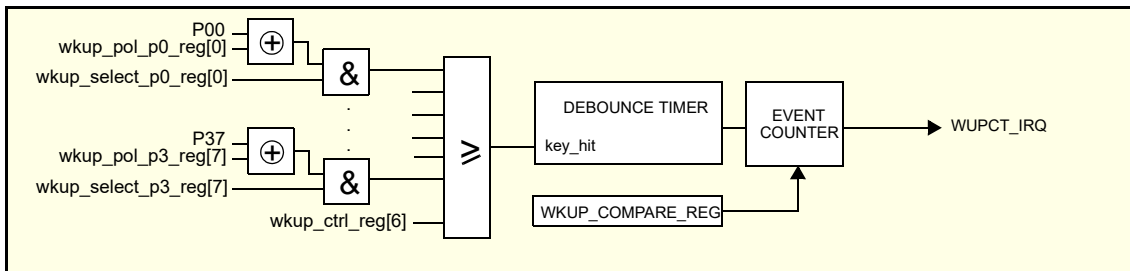 P00
wkup_pol_p0_reg[0]
wkup_select_p0_reg[0]
&
P37
wkup_pol_p3_reg[7]
wkup_select_p3_reg[7]
&
wkup_ctrl_reg[6]
≥
DEBOUNCE TIMER
key_hit
WKUP_COMPARE_REG
EVENT
COUNTER
WUPCT_IRQ